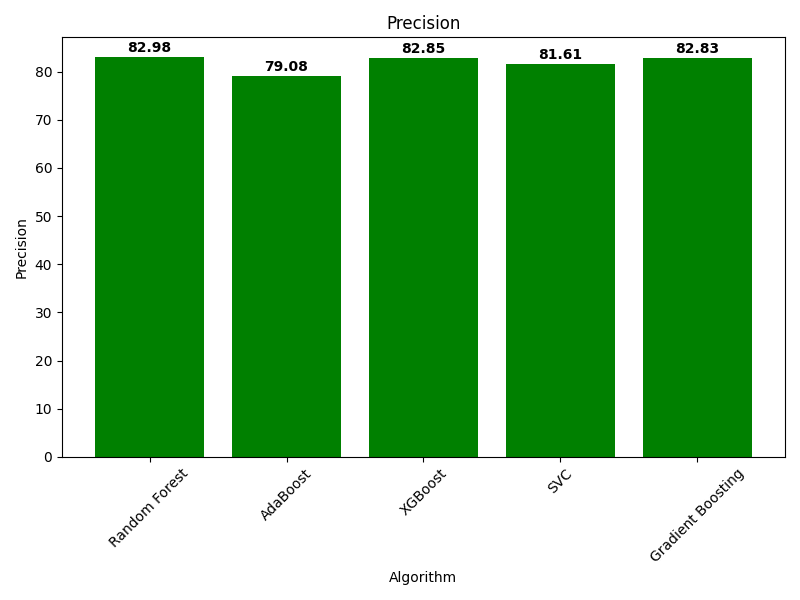 Precision
82.98
79.08
82.85
81.61
82.83
Precision
80
70
60
50
40
30
20
10
0
Random Forest
AdaBoost
XGBoost
SVC
Gradient Boosting
Algorithm